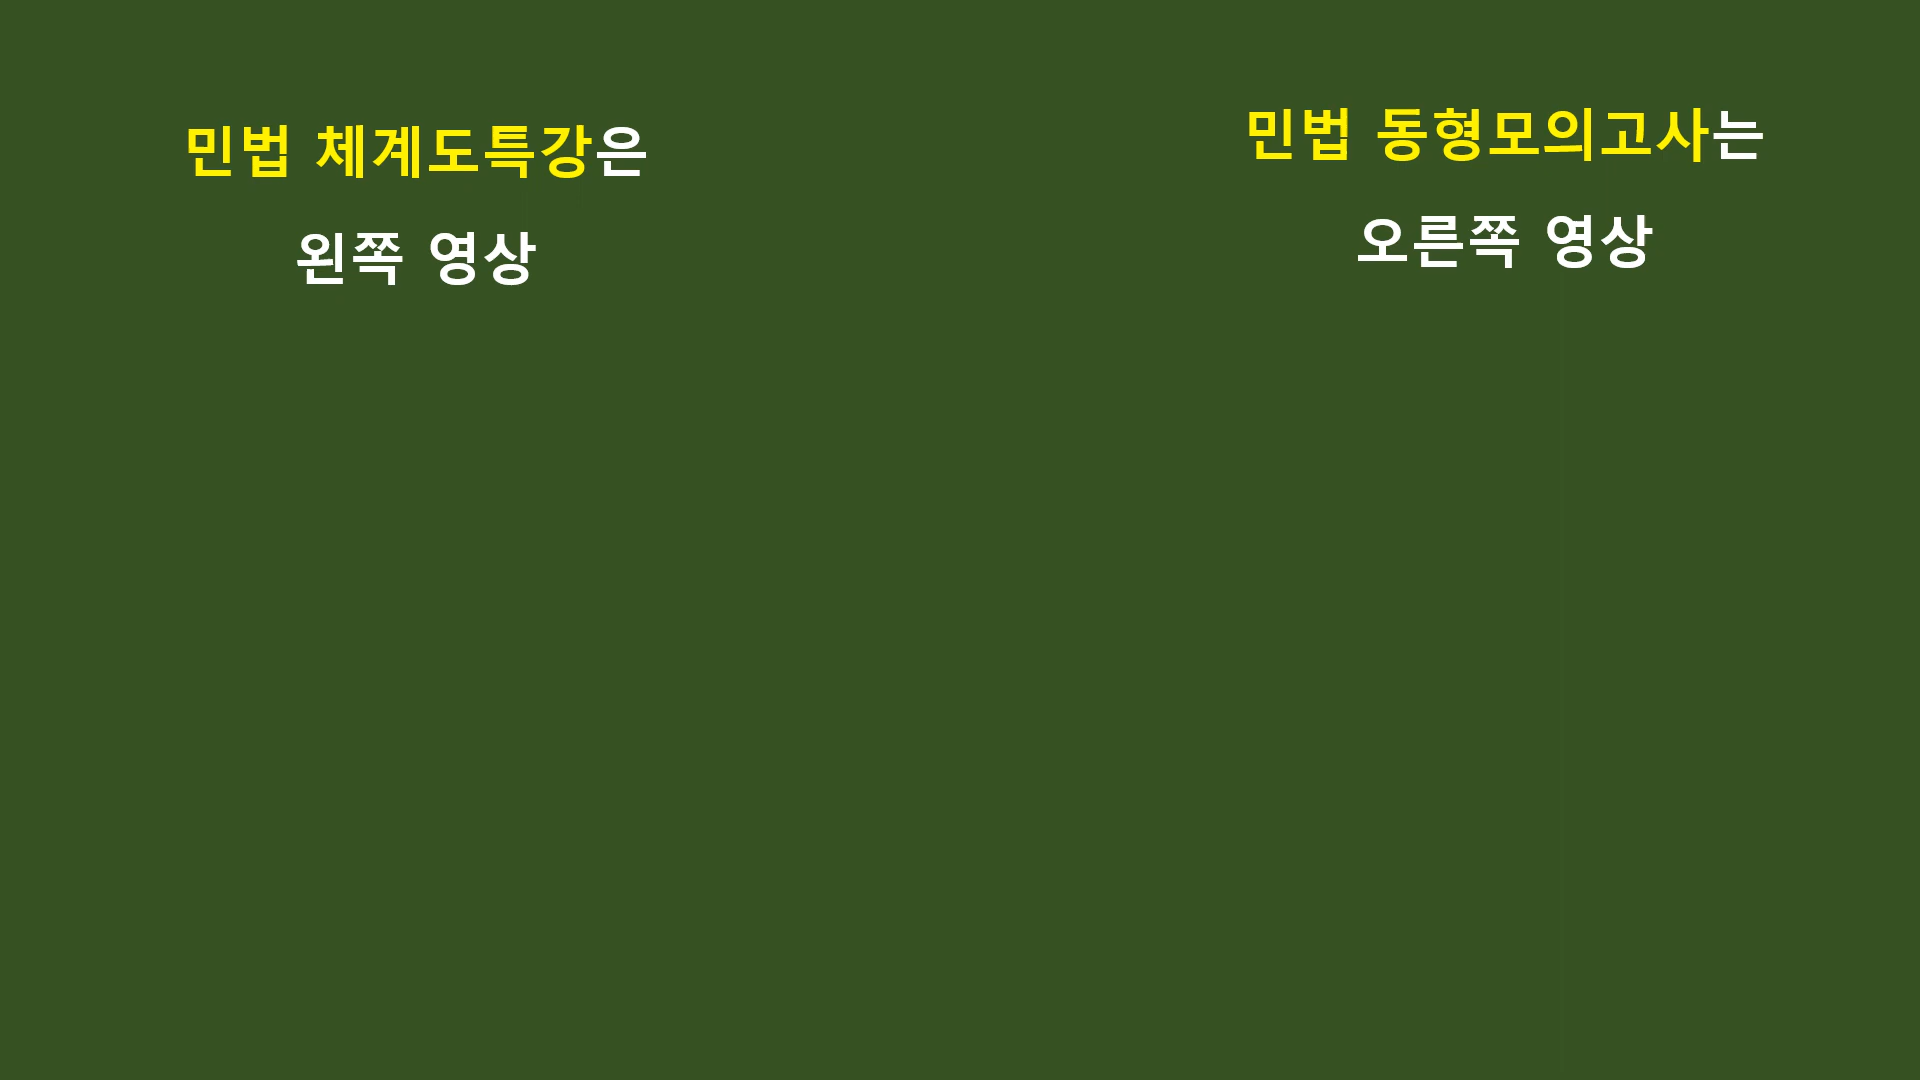 민법 체계도특강은
왼쪽 영상
민법 동형모의고사는
오른쪽 영상